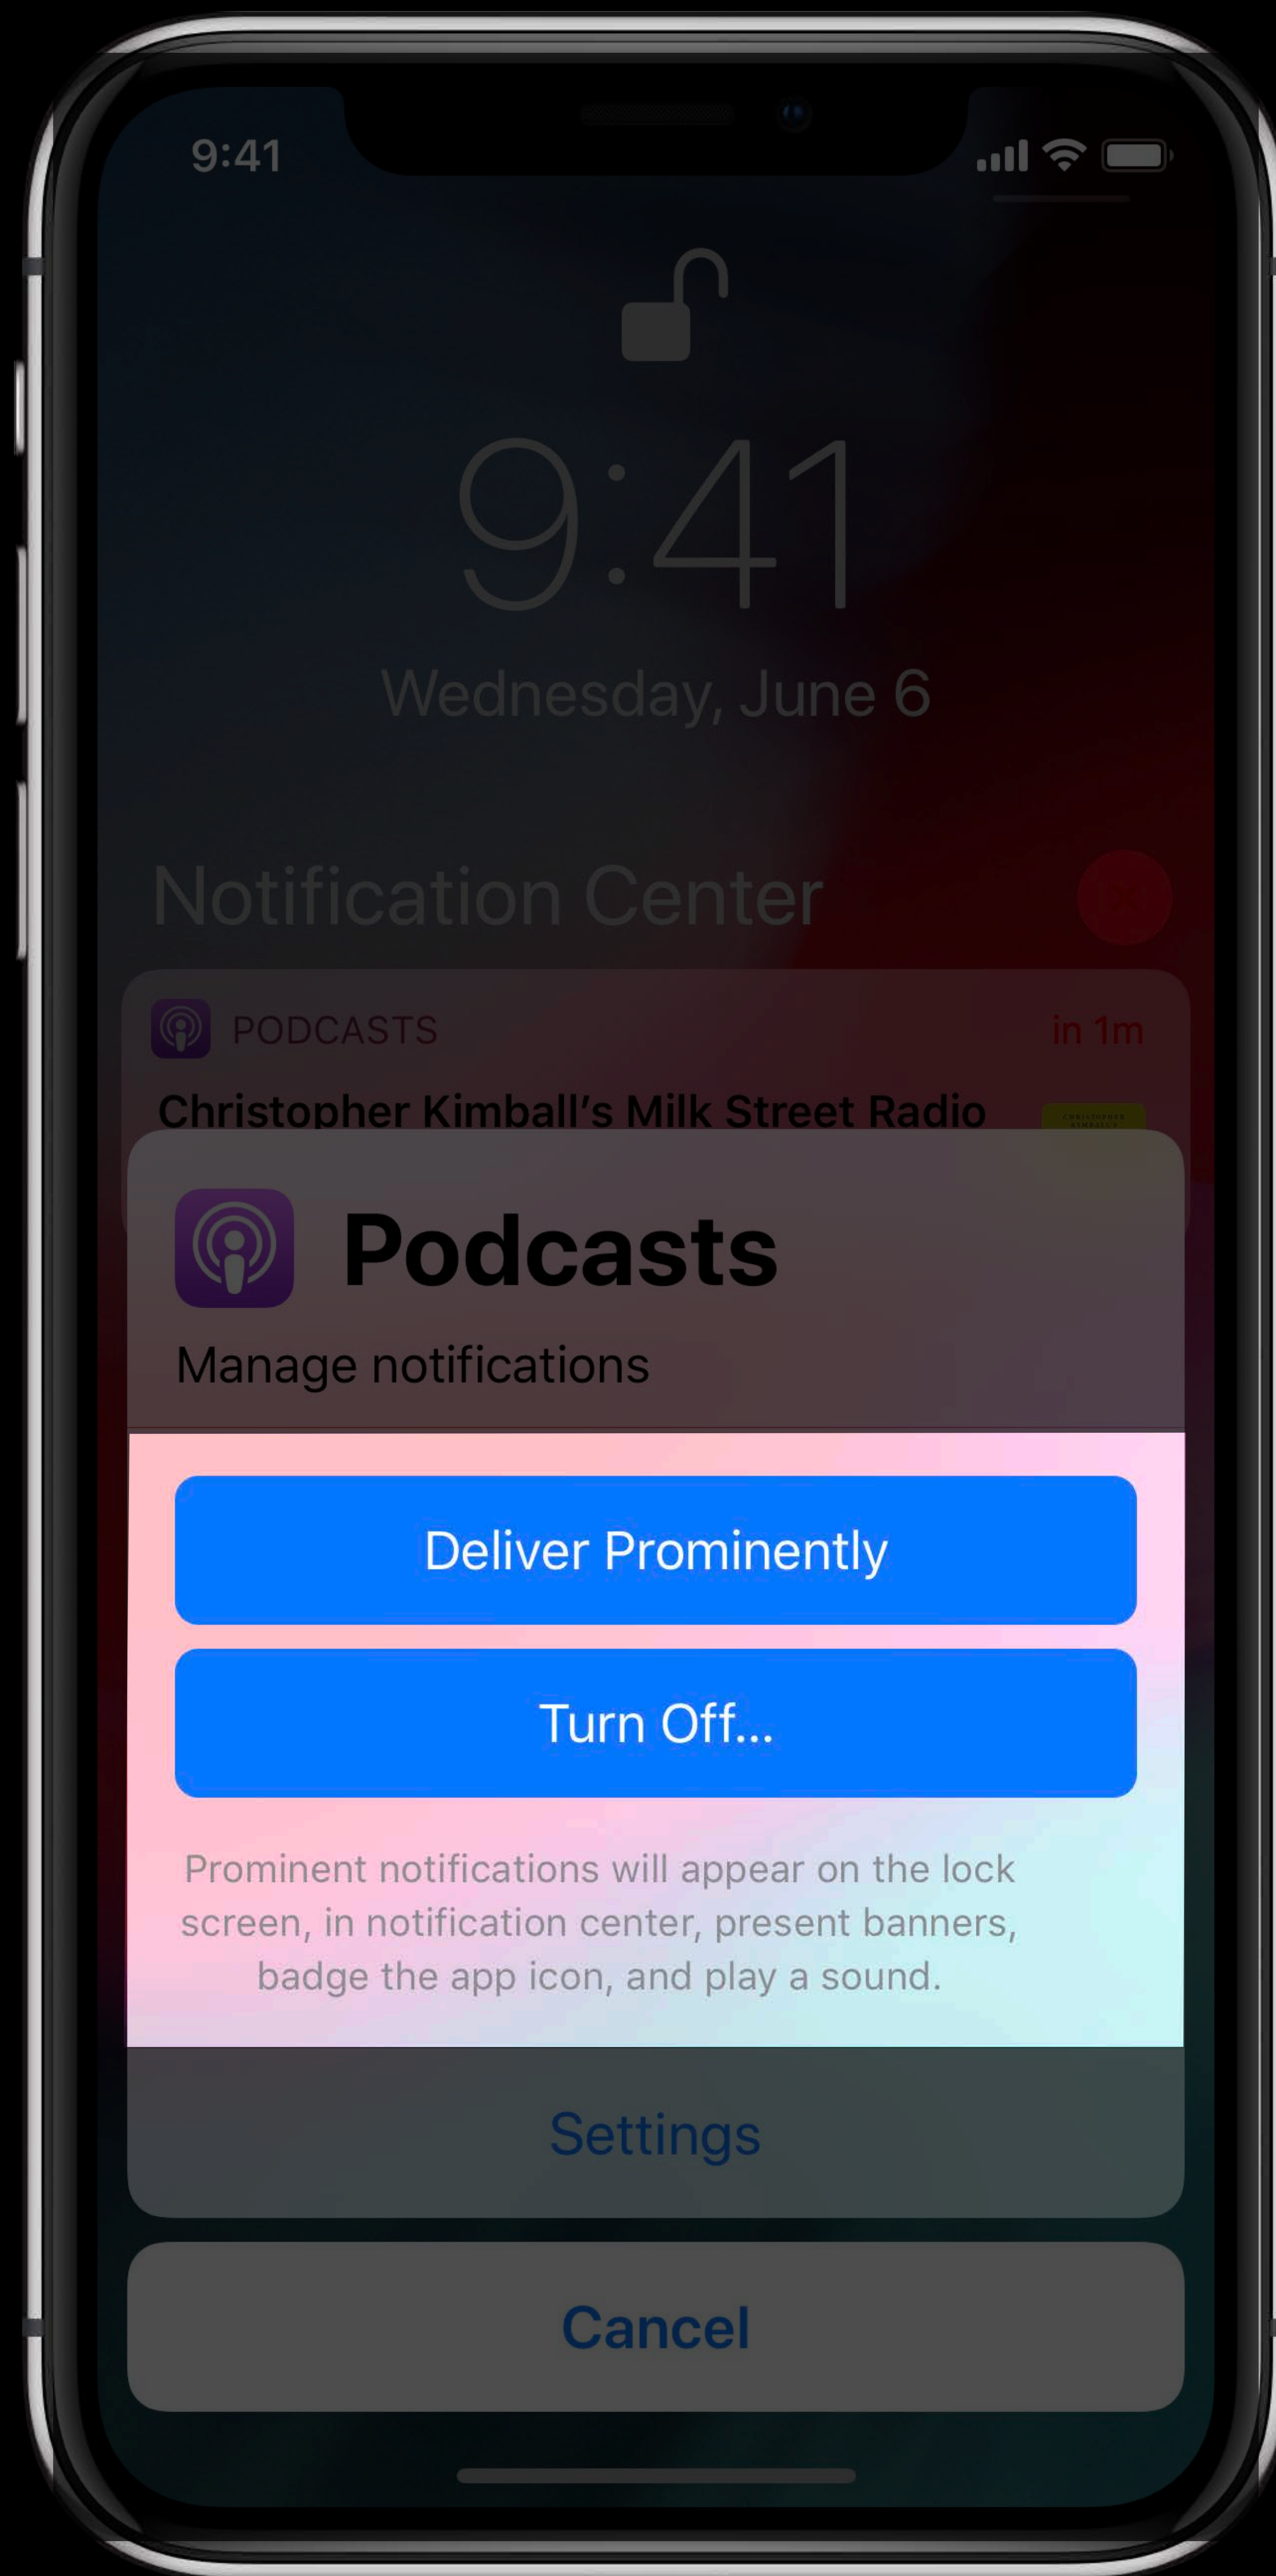 9:41
9:41
Wednesday, June 6
Notification Center
PODCASTS
in 1m
Christopher Kimball’s Milk Street Radio
CHRISTOPHER
KIMBALL'S
Podcasts
Manage notifications
Deliver Prominently
Turn Off...
Prominent notifications will appear on the lock
screen, in notification center, present banners,
badge the app icon, and play a sound.
Settings
Cancel